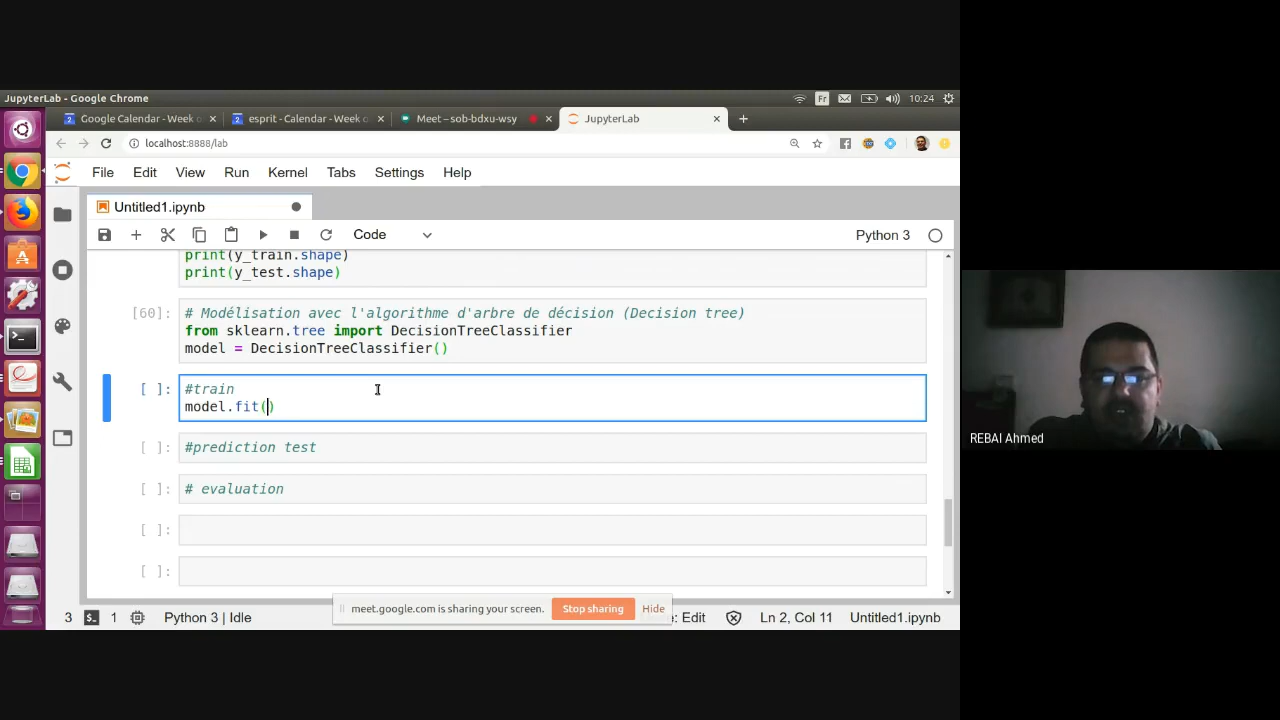 JupyterLab - Google Chrome
Fr
10:24
Google Calendar - Week o
esprit - Calendar - Week o
Meet – sob-bdxu-wsy
JupyterLab
localhost:8888/lab
File Edit View Run Kernel Tabs Settings Help
Untitled1.ipynb
Code
Python 3
print(y_train.shape)
print(y_test.shape)
[60]:
# Modélisation avec l'algorithme d'arbre de décision (Decision tree)
from sklearn.tree import DecisionTreeClassifier
model = DecisionTreeClassifier()
[ ]:
#train
model.fit()
[ ]:
#prediction test
[ ]:
# evaluation
[ ]:
[ ]:
meet.google.com is sharing your screen.
Stop sharing
Hide
3
1
Python 3 | Idle
: Edit
Ln 2, Col 11
Untitled1.ipynb
REBAI Ahmed